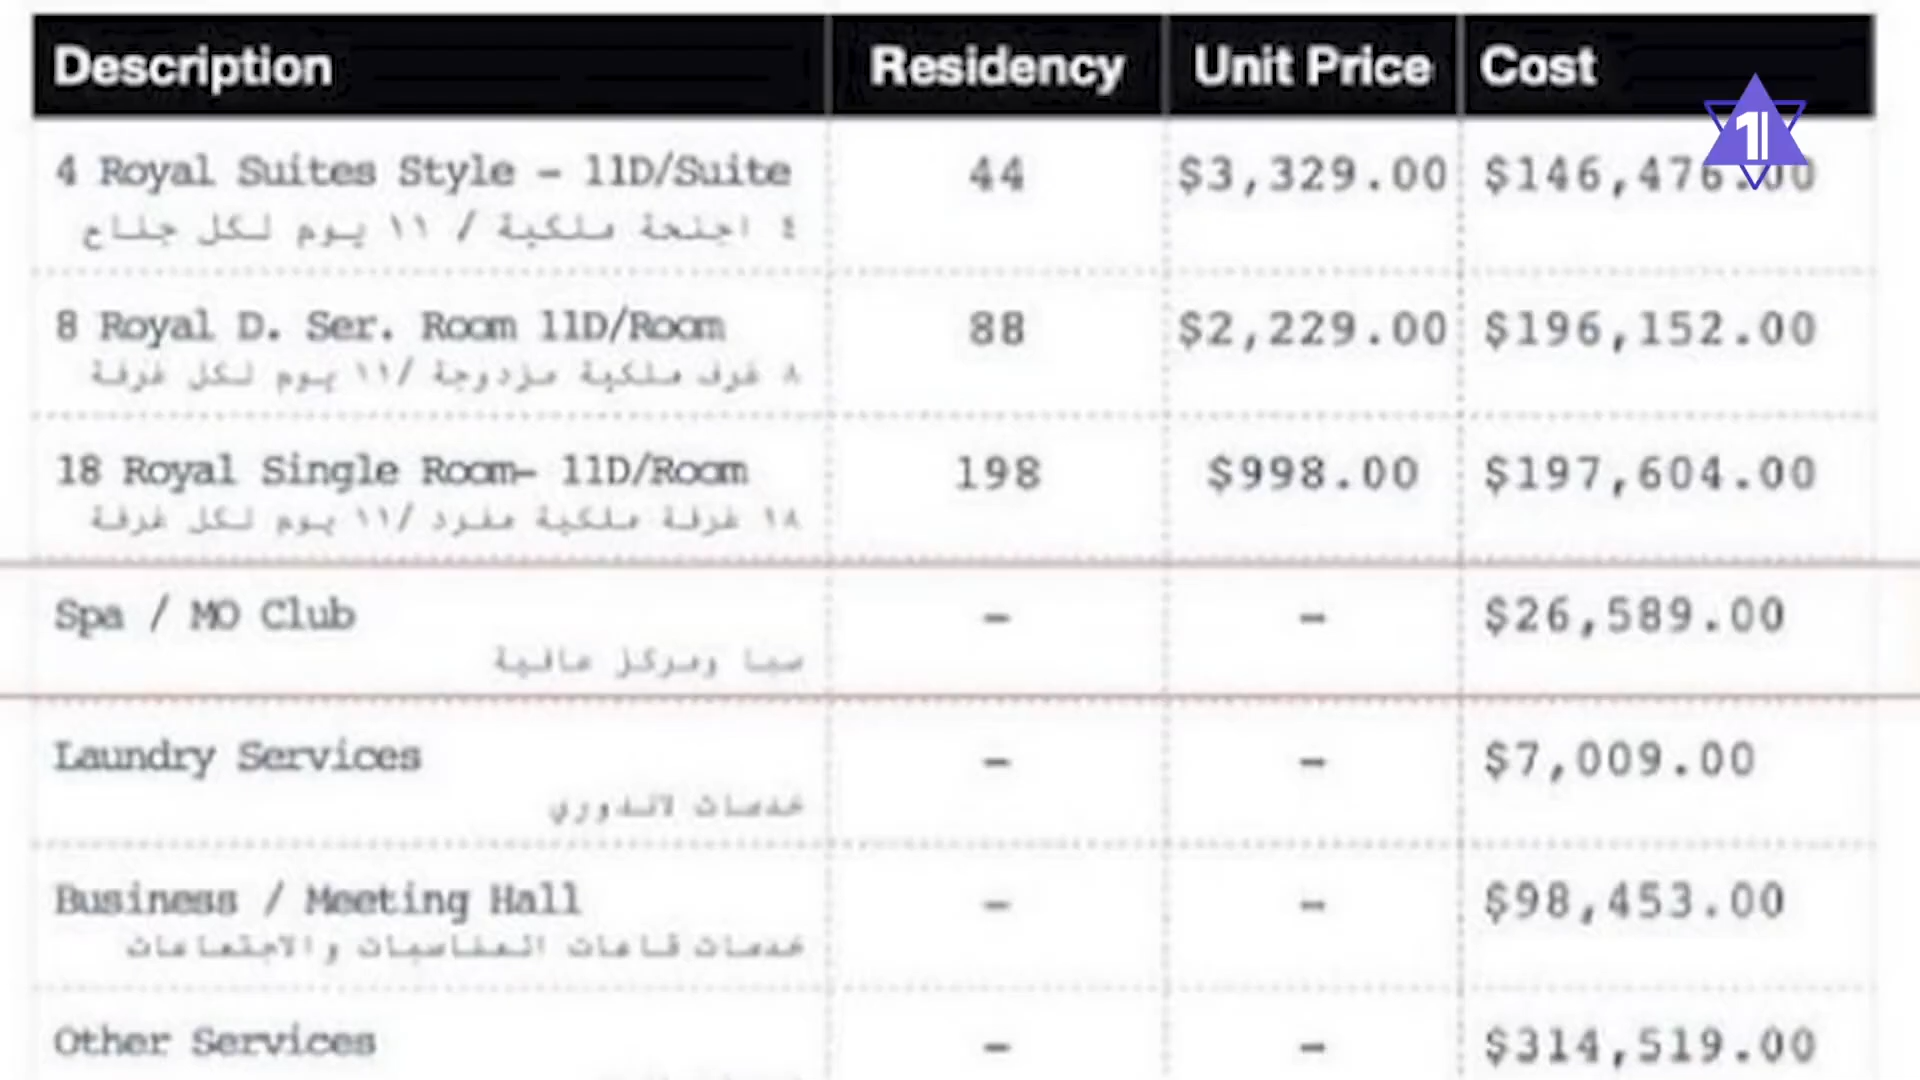 Description Residency Unit Price Cost
4 Royal Suites Style - 11D/Suite 44 $3,329.00 $146,476.00
٤ اجنحة ملكية / ١١ يوم لكل جناح
8 Royal D. Ser. Room 11D/Room 88 $2,229.00 $196,152.00
٨ غرف ملكية مزدوجة /١١ يوم لكل غرفة
18 Royal Single Room- 11D/Room 198 $998.00 $197,604.00
١٨ غرفة ملكية مفرد /١١ يوم لكل غرفة
Spa / MO Club - - $26,589.00
سبا ومركز عافية
Laundry Services - - $7,009.00
خدمات لاندوري
Business / Meeting Hall - - $98,453.00
خدمات قاعات المناسبات والاجتماعات
Other Services - - $314,519.00